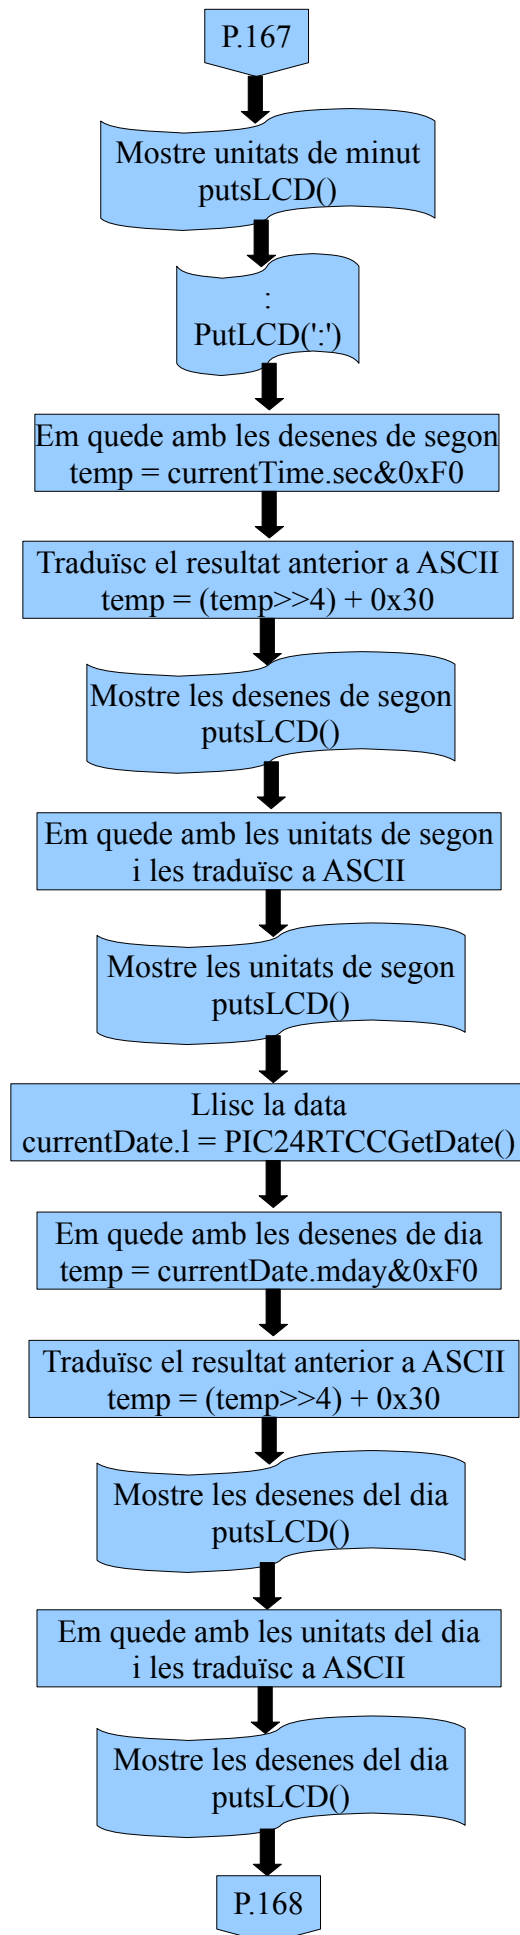 P.167
Mostre unitats de minut
putsLCD()
:
PutLCD(':')
Em quede amb les desenes de segon
temp = currentTime.sec&0xF0
Traduïsc el resultat anterior a ASCII
temp = (temp>>4) + 0x30
Mostre les desenes de segon
putsLCD()
Em quede amb les unitats de segon
i les traduïsc a ASCII
Mostre les unitats de segon
putsLCD()
Llisc la data
currentDate.l = PIC24RTCCGetDate()
Em quede amb les desenes de dia
temp = currentDate.mday&0xF0
Traduïsc el resultat anterior a ASCII
temp = (temp>>4) + 0x30
Mostre les desenes del dia
putsLCD()
Em quede amb les unitats del dia
i les traduïsc a ASCII
Mostre les desenes del dia
putsLCD()
P.168